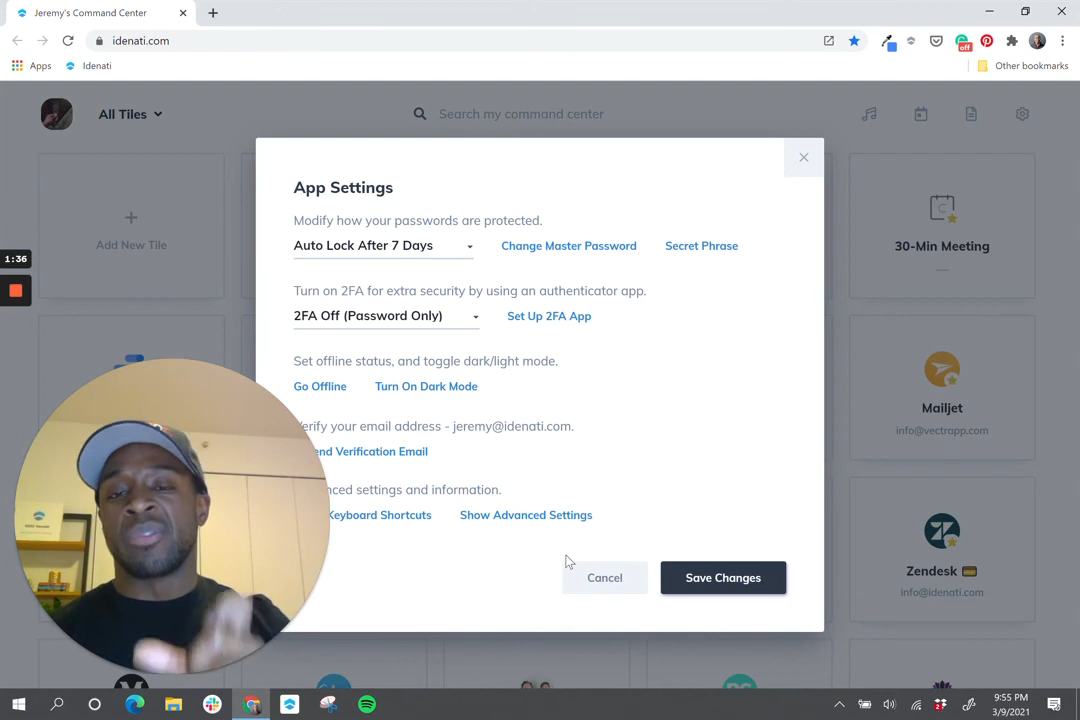 Jeremy's Command Center
idenati.com
off
Apps
Idenati
Other bookmarks
All Tiles
Search my command center
App Settings
Modify how your passwords are protected.
Auto Lock After 7 Days
Change Master Password
Secret Phrase
Add New Tile
30-Min Meeting
1:36
Turn on 2FA for extra security by using an authenticator app.
2FA Off (Password Only)
Set Up 2FA App
Set offline status, and toggle dark/light mode.
Go Offline
Turn On Dark Mode
Mailjet
info@vectrapp.com
erify your email address - jeremy@idenati.com.
end Verification Email
nced settings and information.
Keyboard Shortcuts
Show Advanced Settings
Cancel
Save Changes
Zendesk
info@idenati.com
9:55 PM
3/9/2021